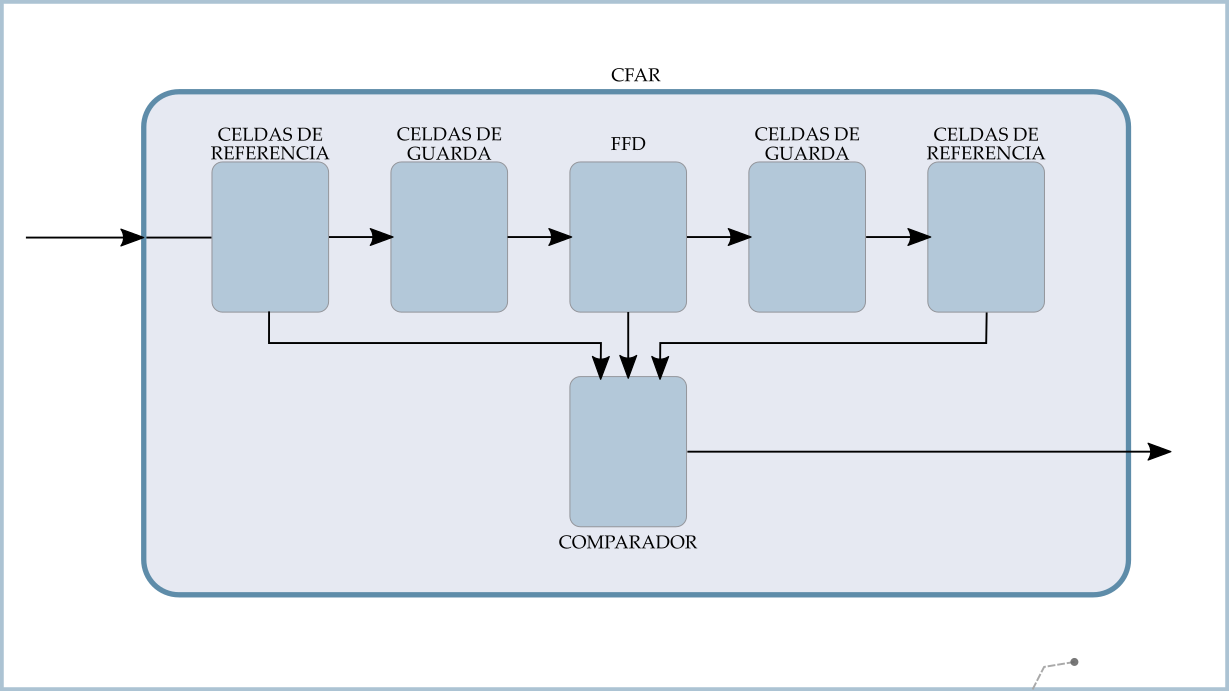 CFAR
CELDAS DE
REFERENCIA
CELDAS DE
GUARDA
FFD
CELDAS DE
GUARDA
CELDAS DE
REFERENCIA
COMPARADOR